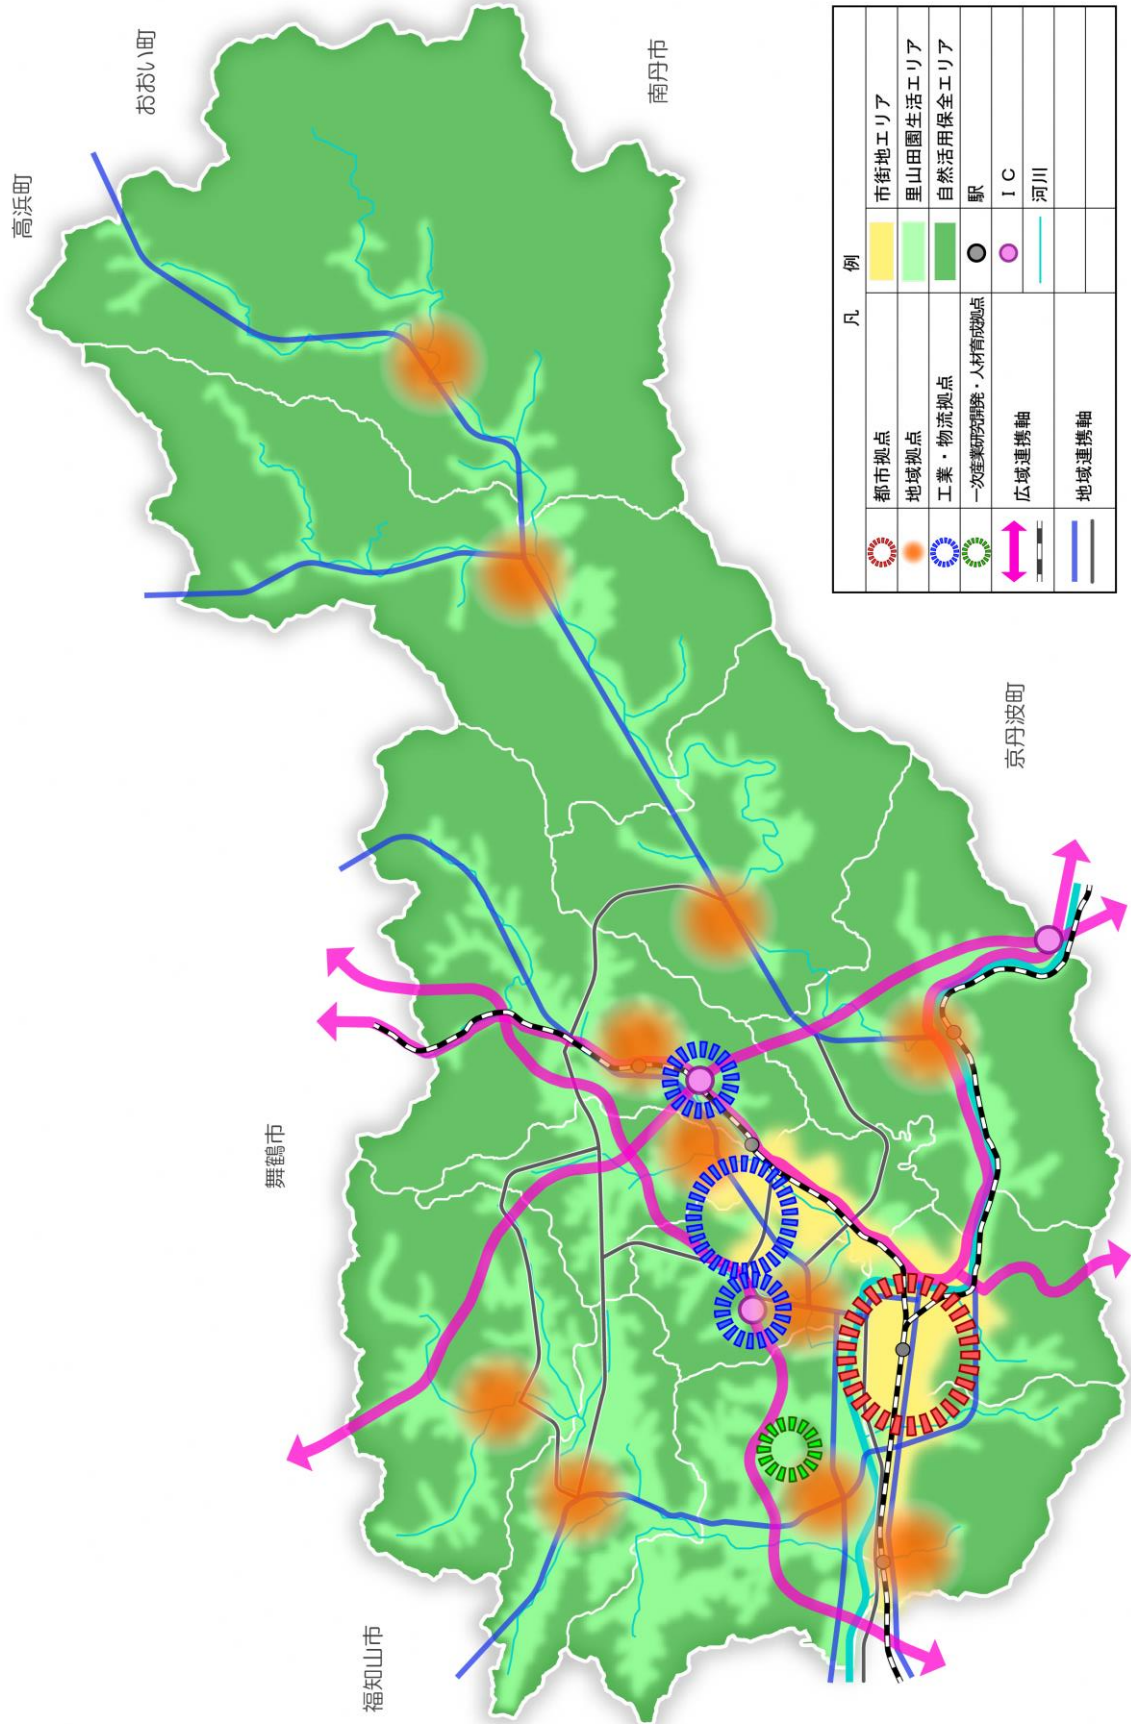 高浜町
おおい町
南丹市
舞鶴市
福知山市
京丹波町
凡例
都市拠点
市街地エリア
地域拠点
里山田園生活エリア
工業・物流拠点
自然活用保全エリア
一次産業研究開発・人材育成拠点
駅
広域連携軸
ＩＣ
河川
地域連携軸